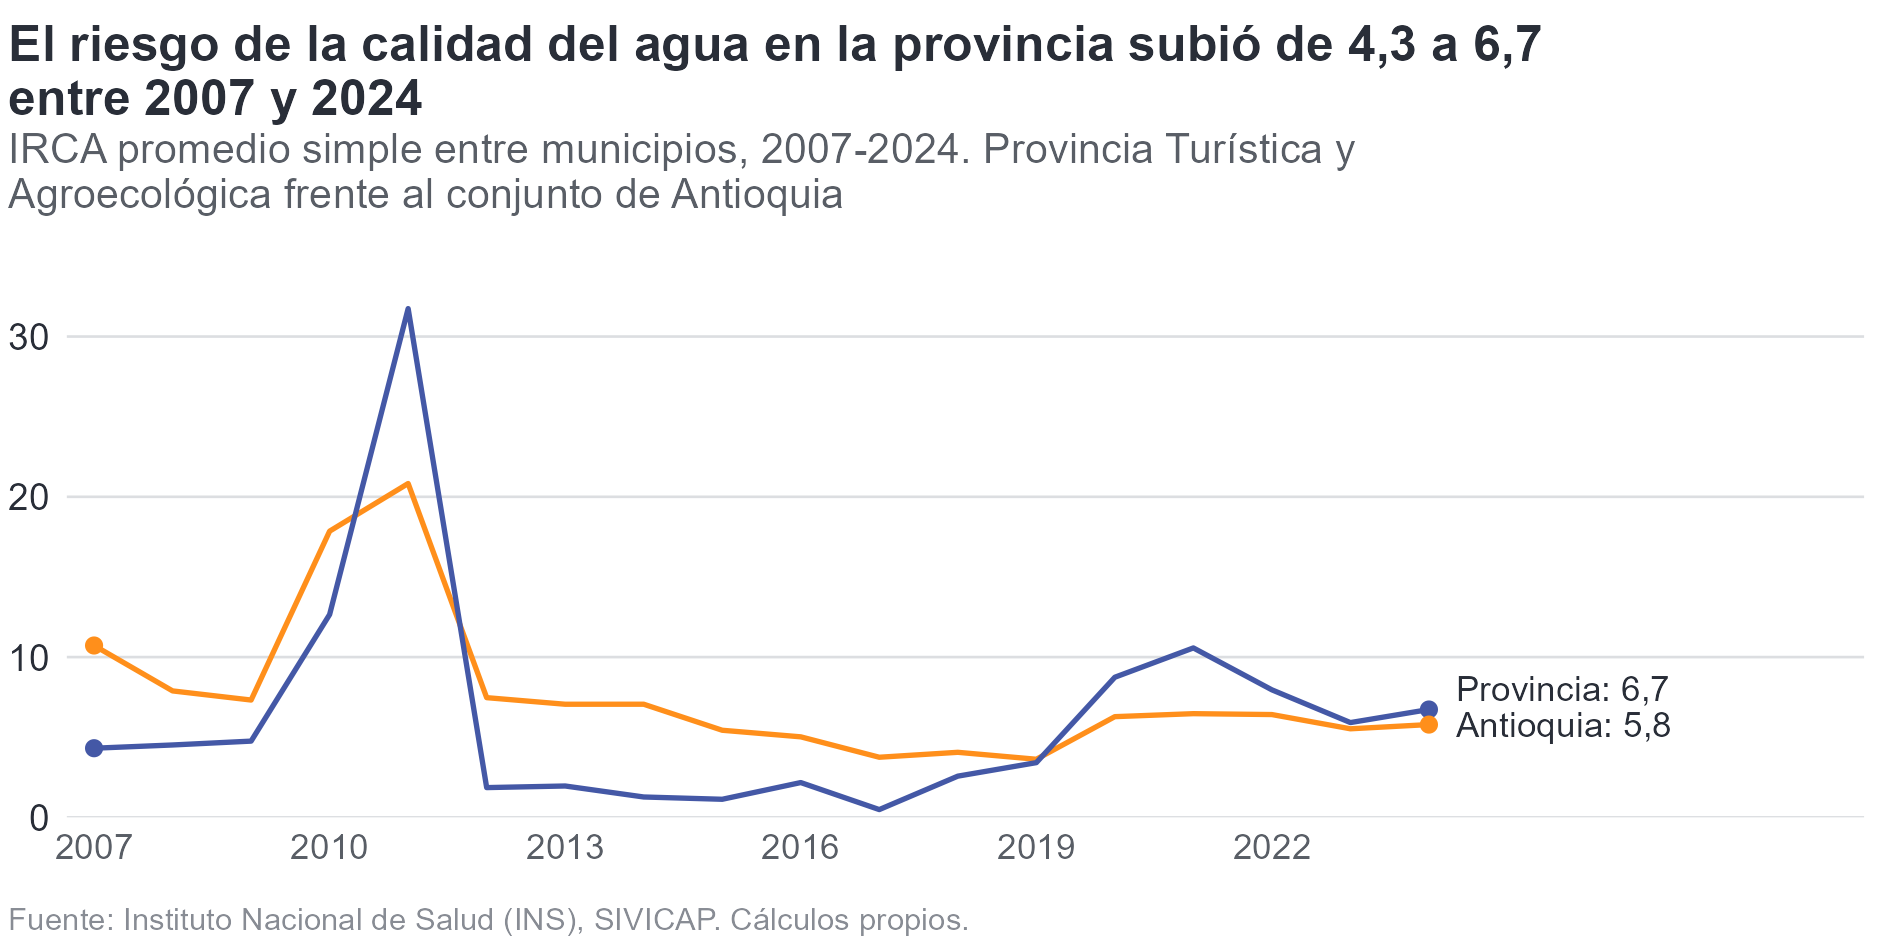 El riesgo de la calidad del agua en la provincia subió de 4,3 a 6,7
entre 2007 y 2024
IRCA promedio simple entre municipios, 2007-2024. Provincia Turística y
Agroecológica frente al conjunto de Antioquia
30
20
10
Provincia: 6,7
Antioquia: 5,8
0
2007 2010 2013 2016 2019 2022
Fuente: Instituto Nacional de Salud (INS), SIVICAP. Cálculos propios.